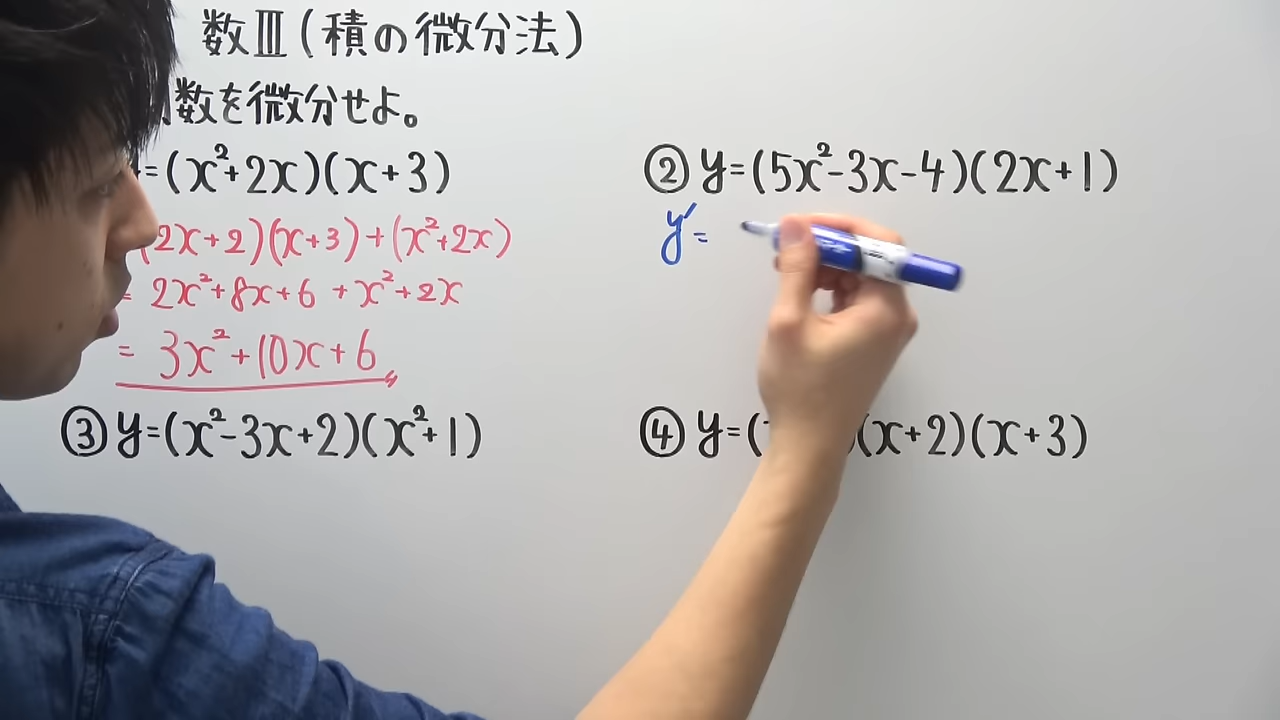 数Ⅲ(積の微分法)
数を微分せよ。
=(x²+2x)(x+3)
(2x+2)(x+3)+(x²+2x)
= 2x²+8x+6+x²+2x
= 3x²+10x+6
② y=(5x²-3x-4)(2x+1)
y'=
③ y=(x²-3x+2)(x²+1)
④ y=( (x+2)(x+3)